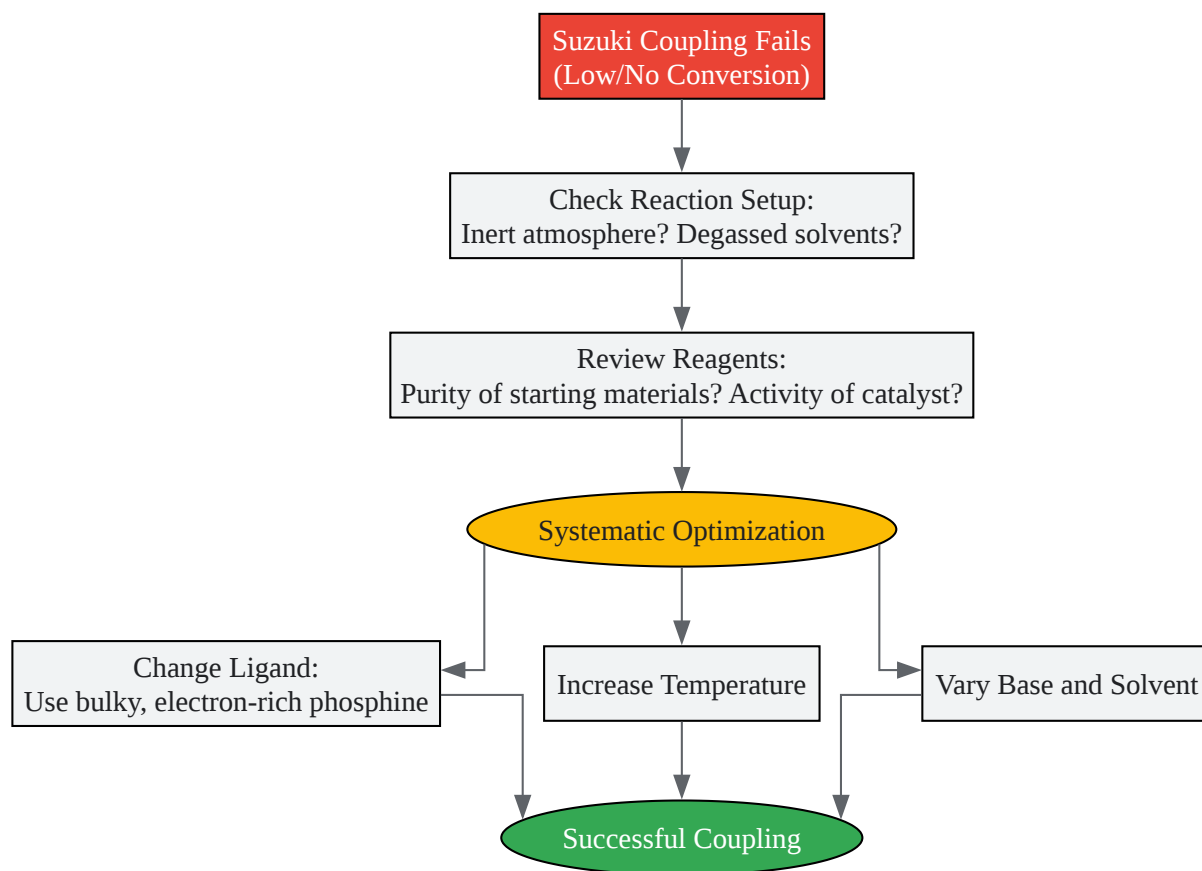 Suzuki Coupling Fails
(Low/No Conversion)
Check Reaction Setup:
Inert atmosphere? Degassed solvents?
Review Reagents:
Purity of starting materials? Activity of catalyst?
Systematic Optimization
Change Ligand:
Use bulky, electron-rich phosphine
Increase Temperature
Vary Base and Solvent
Successful Coupling